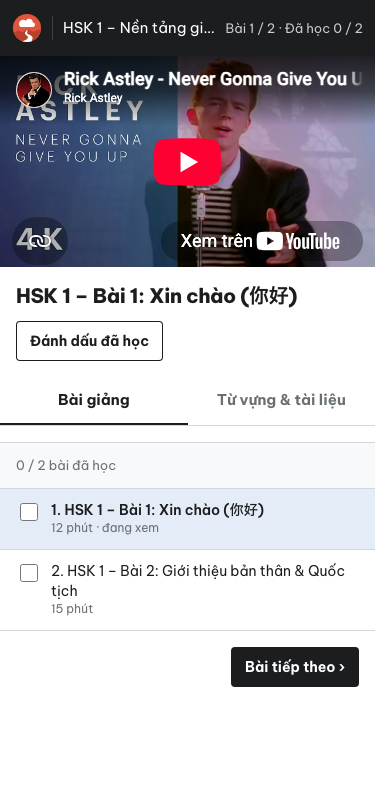 HSK 1 – Nền tảng gi...
Bài 1 / 2 · Đã học 0 / 2
Rick Astley - Never Gonna Give You U
Rick Astley
RICK
ASTLEY
NEVER GONNA
GIVE YOU UP
4K
Xem trên YouTube
HSK 1 – Bài 1: Xin chào (你好)
Đánh dấu đã học
Bài giảng
Từ vựng & tài liệu
0 / 2 bài đã học
1. HSK 1 – Bài 1: Xin chào (你好)
12 phút · đang xem
2. HSK 1 – Bài 2: Giới thiệu bản thân & Quốc
tịch
15 phút
Bài tiếp theo ›